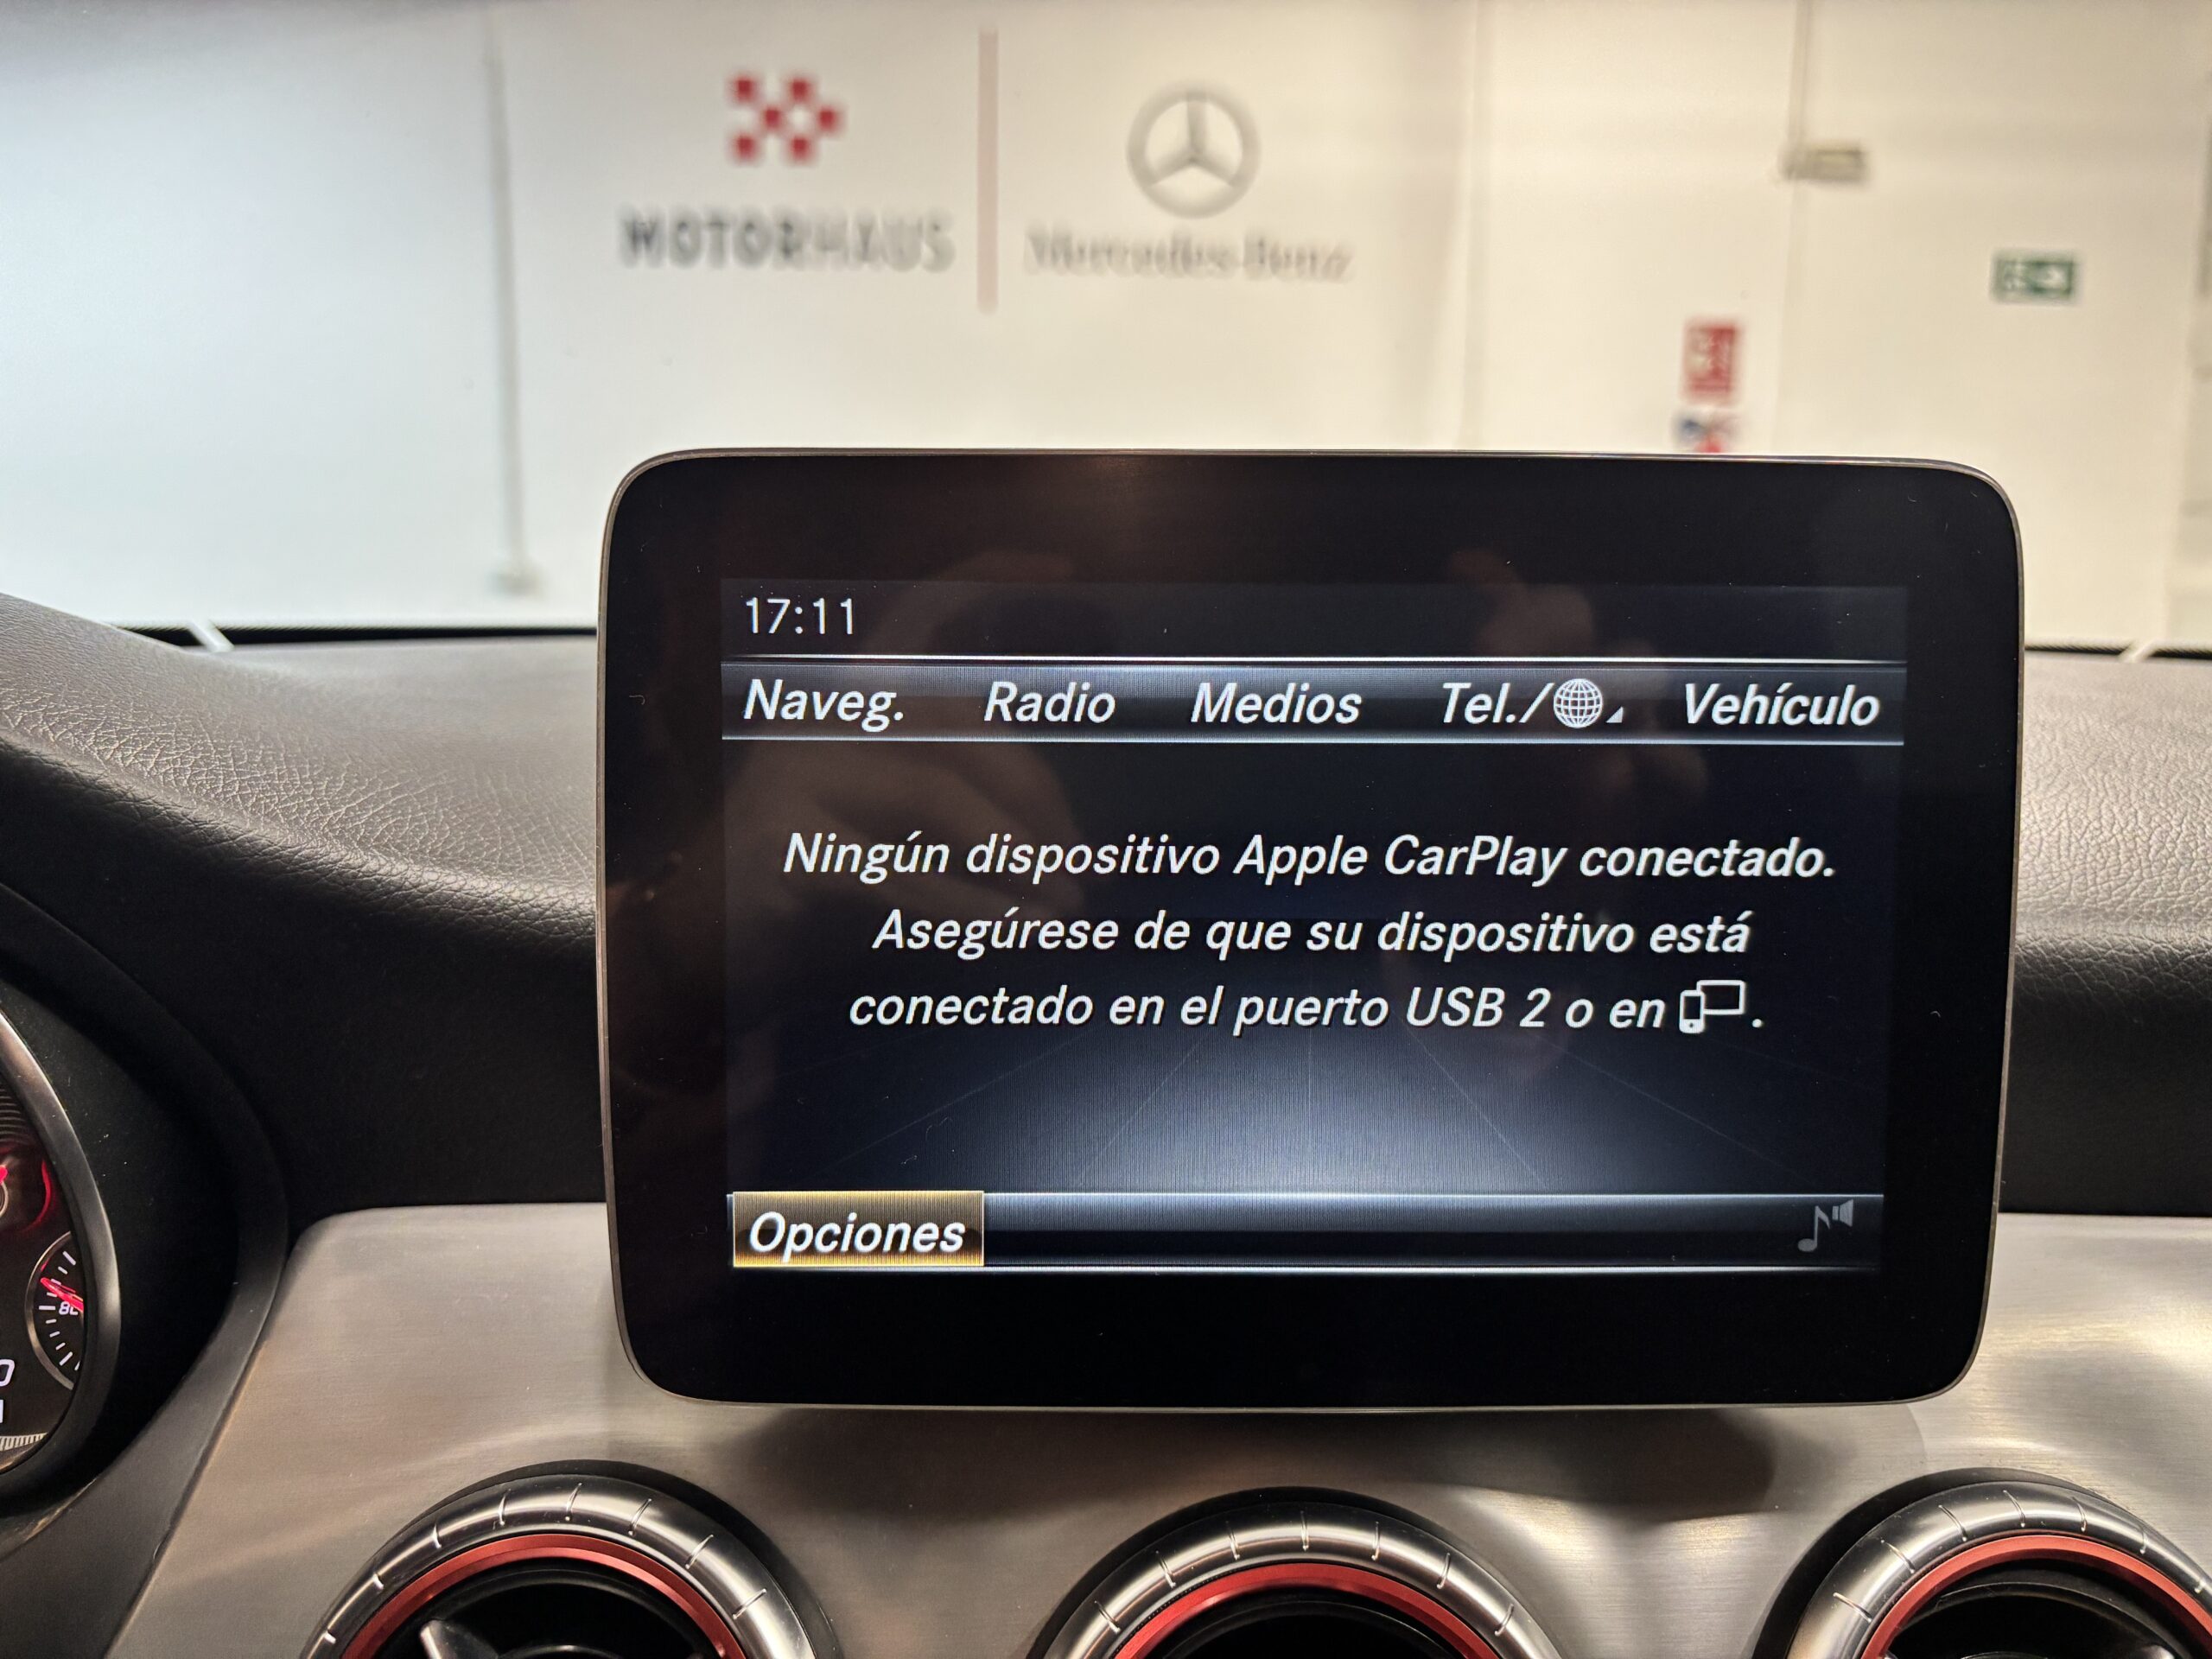 MOTORHAUS
Mercedes-Benz
17:11
Naveg. Radio Medios Tel./ Vehículo
Ningún dispositivo Apple CarPlay conectado.
Asegúrese de que su dispositivo está
conectado en el puerto USB 2 o en .
Opciones